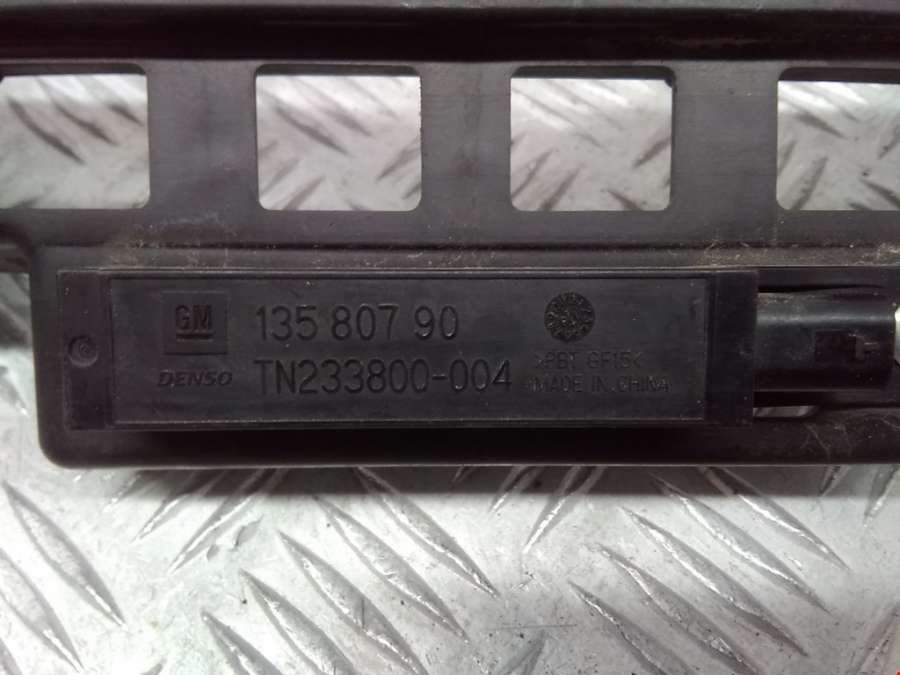 GM
135 807 90
DENSO
TN233800-004
>PBT GF15<
MADE IN CHINA